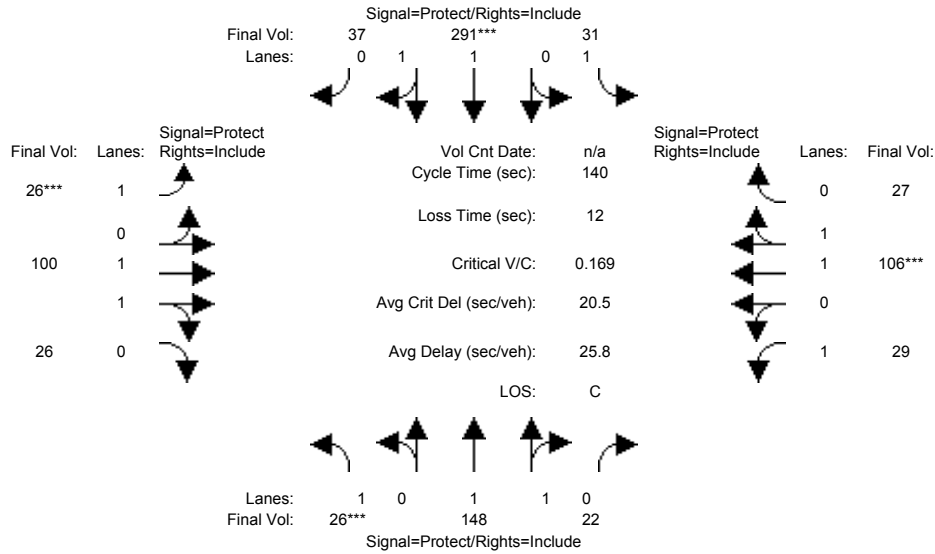 Signal=Protect/Rights=Include
Final Vol: 37 291*** 31
Lanes: 0 1 1 0 1
Signal=Protect
Final Vol: Lanes: Rights=Include
26*** 1
0
100 1
1
26 0
Vol Cnt Date: n/a
Cycle Time (sec): 140
Loss Time (sec): 12
Critical V/C: 0.169
Avg Crit Del (sec/veh): 20.5
Avg Delay (sec/veh): 25.8
LOS: C
Signal=Protect
Rights=Include Lanes: Final Vol:
0 27
1
1 106***
0
1 29
Lanes: 1 0 1 1 0
Final Vol: 26*** 148 22
Signal=Protect/Rights=Include